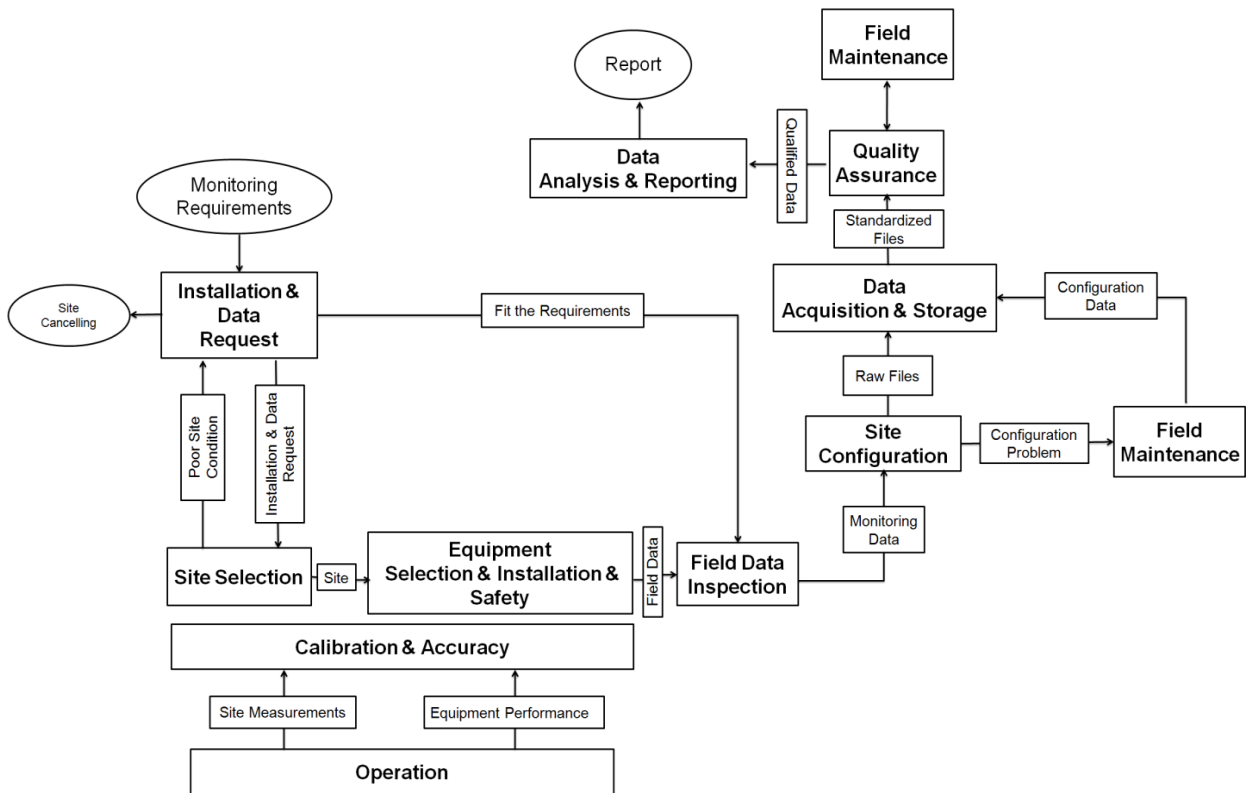 Field
Maintenance
Report
Qualified Data
Data
Analysis & Reporting
Quality
Assurance
Monitoring
Requirements
Standardized
Files
Installation &
Data
Request
Site
Cancelling
Fit the Requirements
Data
Acquisition & Storage
Configuration
Data
Raw Files
Poor Site
Condition
Installation & Data
Request
Site
Configuration
Configuration
Problem
Field
Maintenance
Monitoring
Data
Site Selection
Site
Equipment
Selection & Installation &
Safety
Field Data
Field Data
Inspection
Calibration & Accuracy
Site Measurements
Equipment Performance
Operation